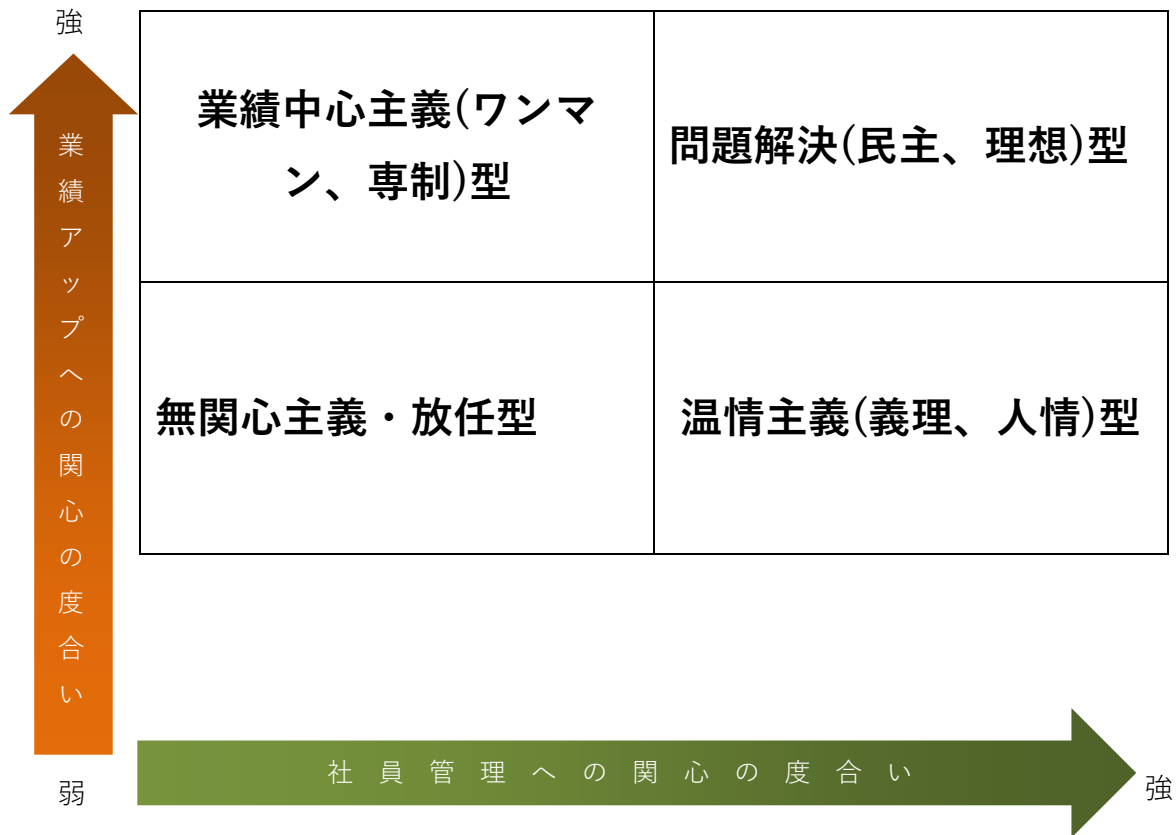 強
業績アップへの関心の度合い
業績中心主義(ワンマ
ン、専制)型
問題解決(民主、理想)型
無関心主義・放任型
温情主義(義理、人情)型
弱
社員管理への関心の度合い
強